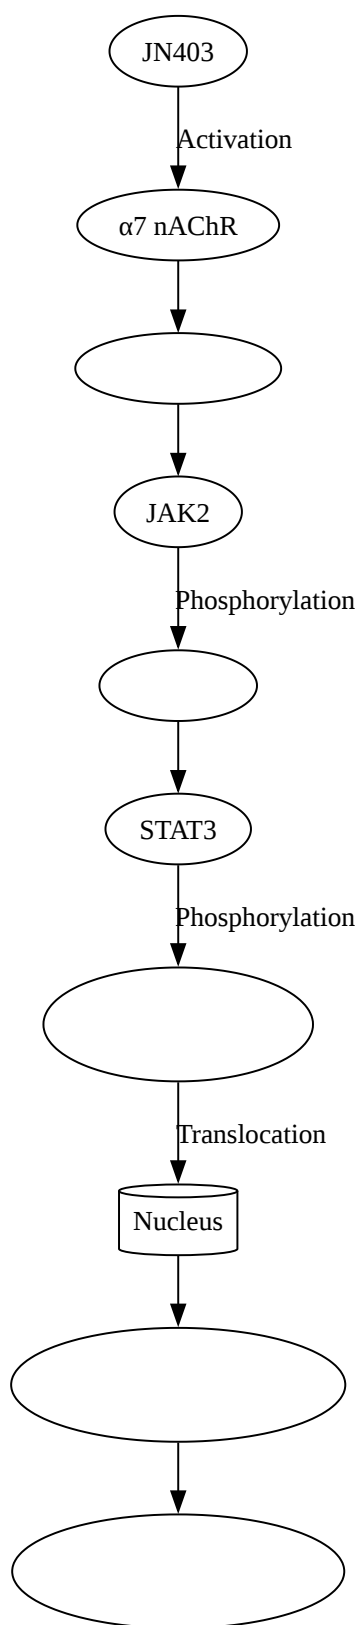 JN403
Activation
α7 nAChR
JAK2
Phosphorylation
STAT3
Phosphorylation
Translocation
Nucleus